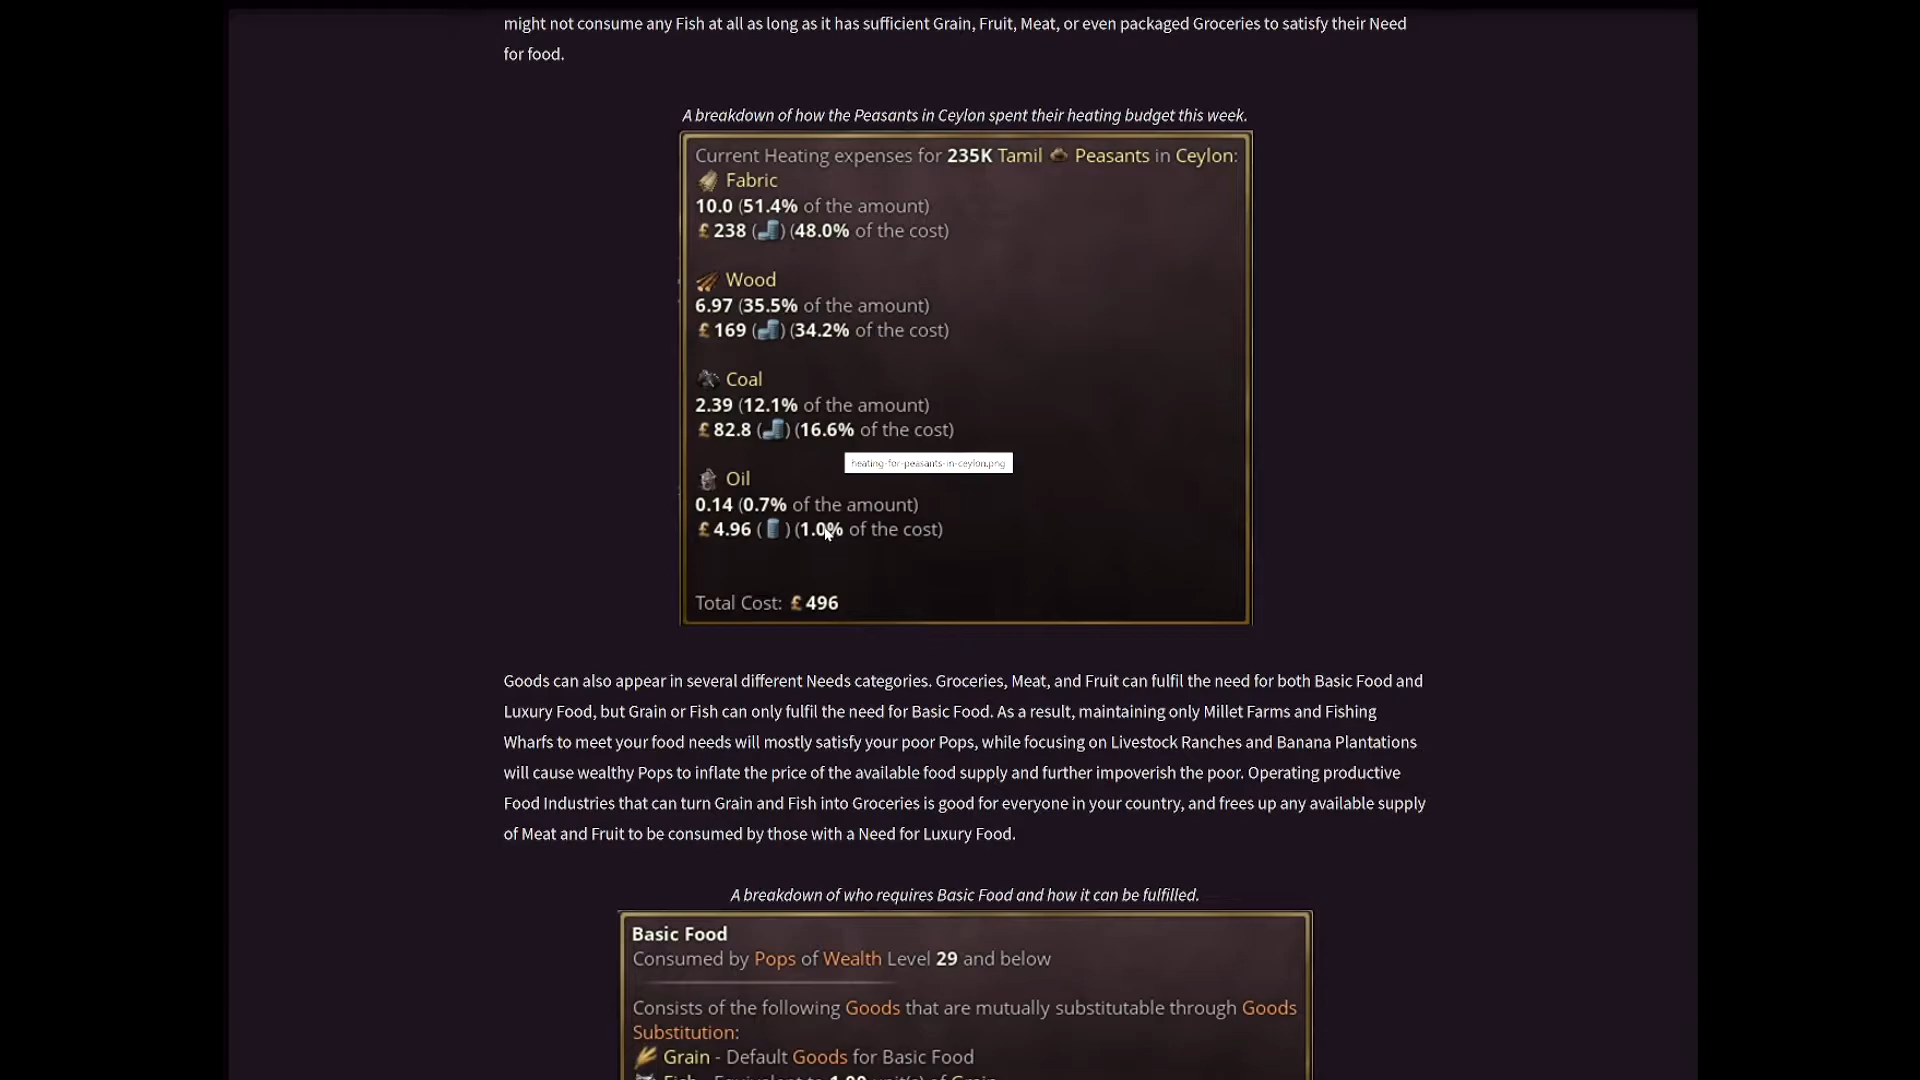 might not consume any Fish at all as long as it has sufficient Grain, Fruit, Meat, or even packaged Groceries to satisfy their Need
for food.
A breakdown of how the Peasants in Ceylon spent their heating budget this week.
Current Heating expenses for 235K Tamil Peasants in Ceylon:
Fabric
10.0 (51.4% of the amount)
£ 238 ( ) (48.0% of the cost)
Wood
6.97 (35.5% of the amount)
£ 169 ( ) (34.2% of the cost)
Coal
2.39 (12.1% of the amount)
£ 82.8 ( ) (16.6% of the cost)
heating-for-peasants-in-ceylon.png
Oil
0.14 (0.7% of the amount)
£ 4.96 ( ) (1.0% of the cost)
Total Cost: £ 496
Goods can also appear in several different Needs categories. Groceries, Meat, and Fruit can fulfil the need for both Basic Food and
Luxury Food, but Grain or Fish can only fulfil the need for Basic Food. As a result, maintaining only Millet Farms and Fishing
Wharfs to meet your food needs will mostly satisfy your poor Pops, while focusing on Livestock Ranches and Banana Plantations
will cause wealthy Pops to inflate the price of the available food supply and further impoverish the poor. Operating productive
Food Industries that can turn Grain and Fish into Groceries is good for everyone in your country, and frees up any available supply
of Meat and Fruit to be consumed by those with a Need for Luxury Food.
A breakdown of who requires Basic Food and how it can be fulfilled.
Basic Food
Consumed by Pops of Wealth Level 29 and below
Consists of the following Goods that are mutually substitutable through Goods
Substitution:
Grain - Default Goods for Basic Food
Fish - Equivalent to 1.00 unit(s) of Grain